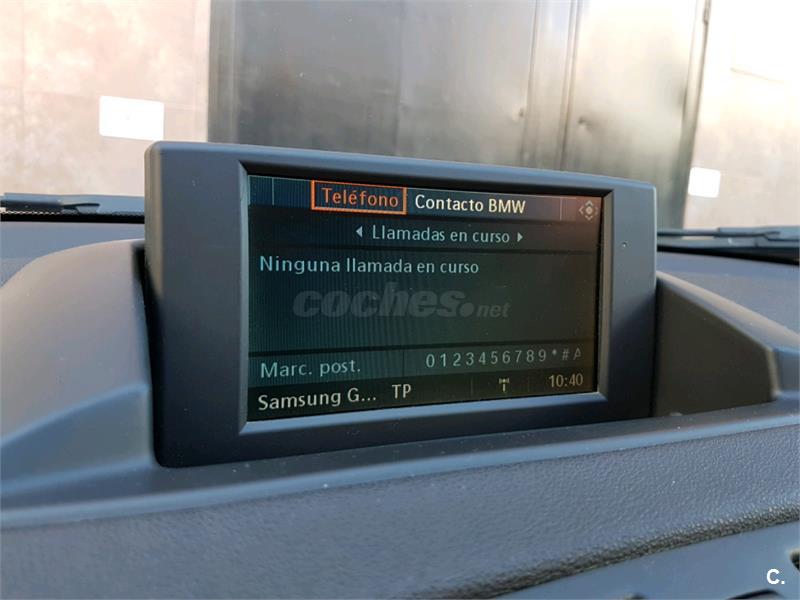 Teléfono Contacto BMW
Llamadas en curso
Ninguna llamada en curso
coches.net
Marc. post. 0123456789*#A
Samsung G... TP 10:40
C.